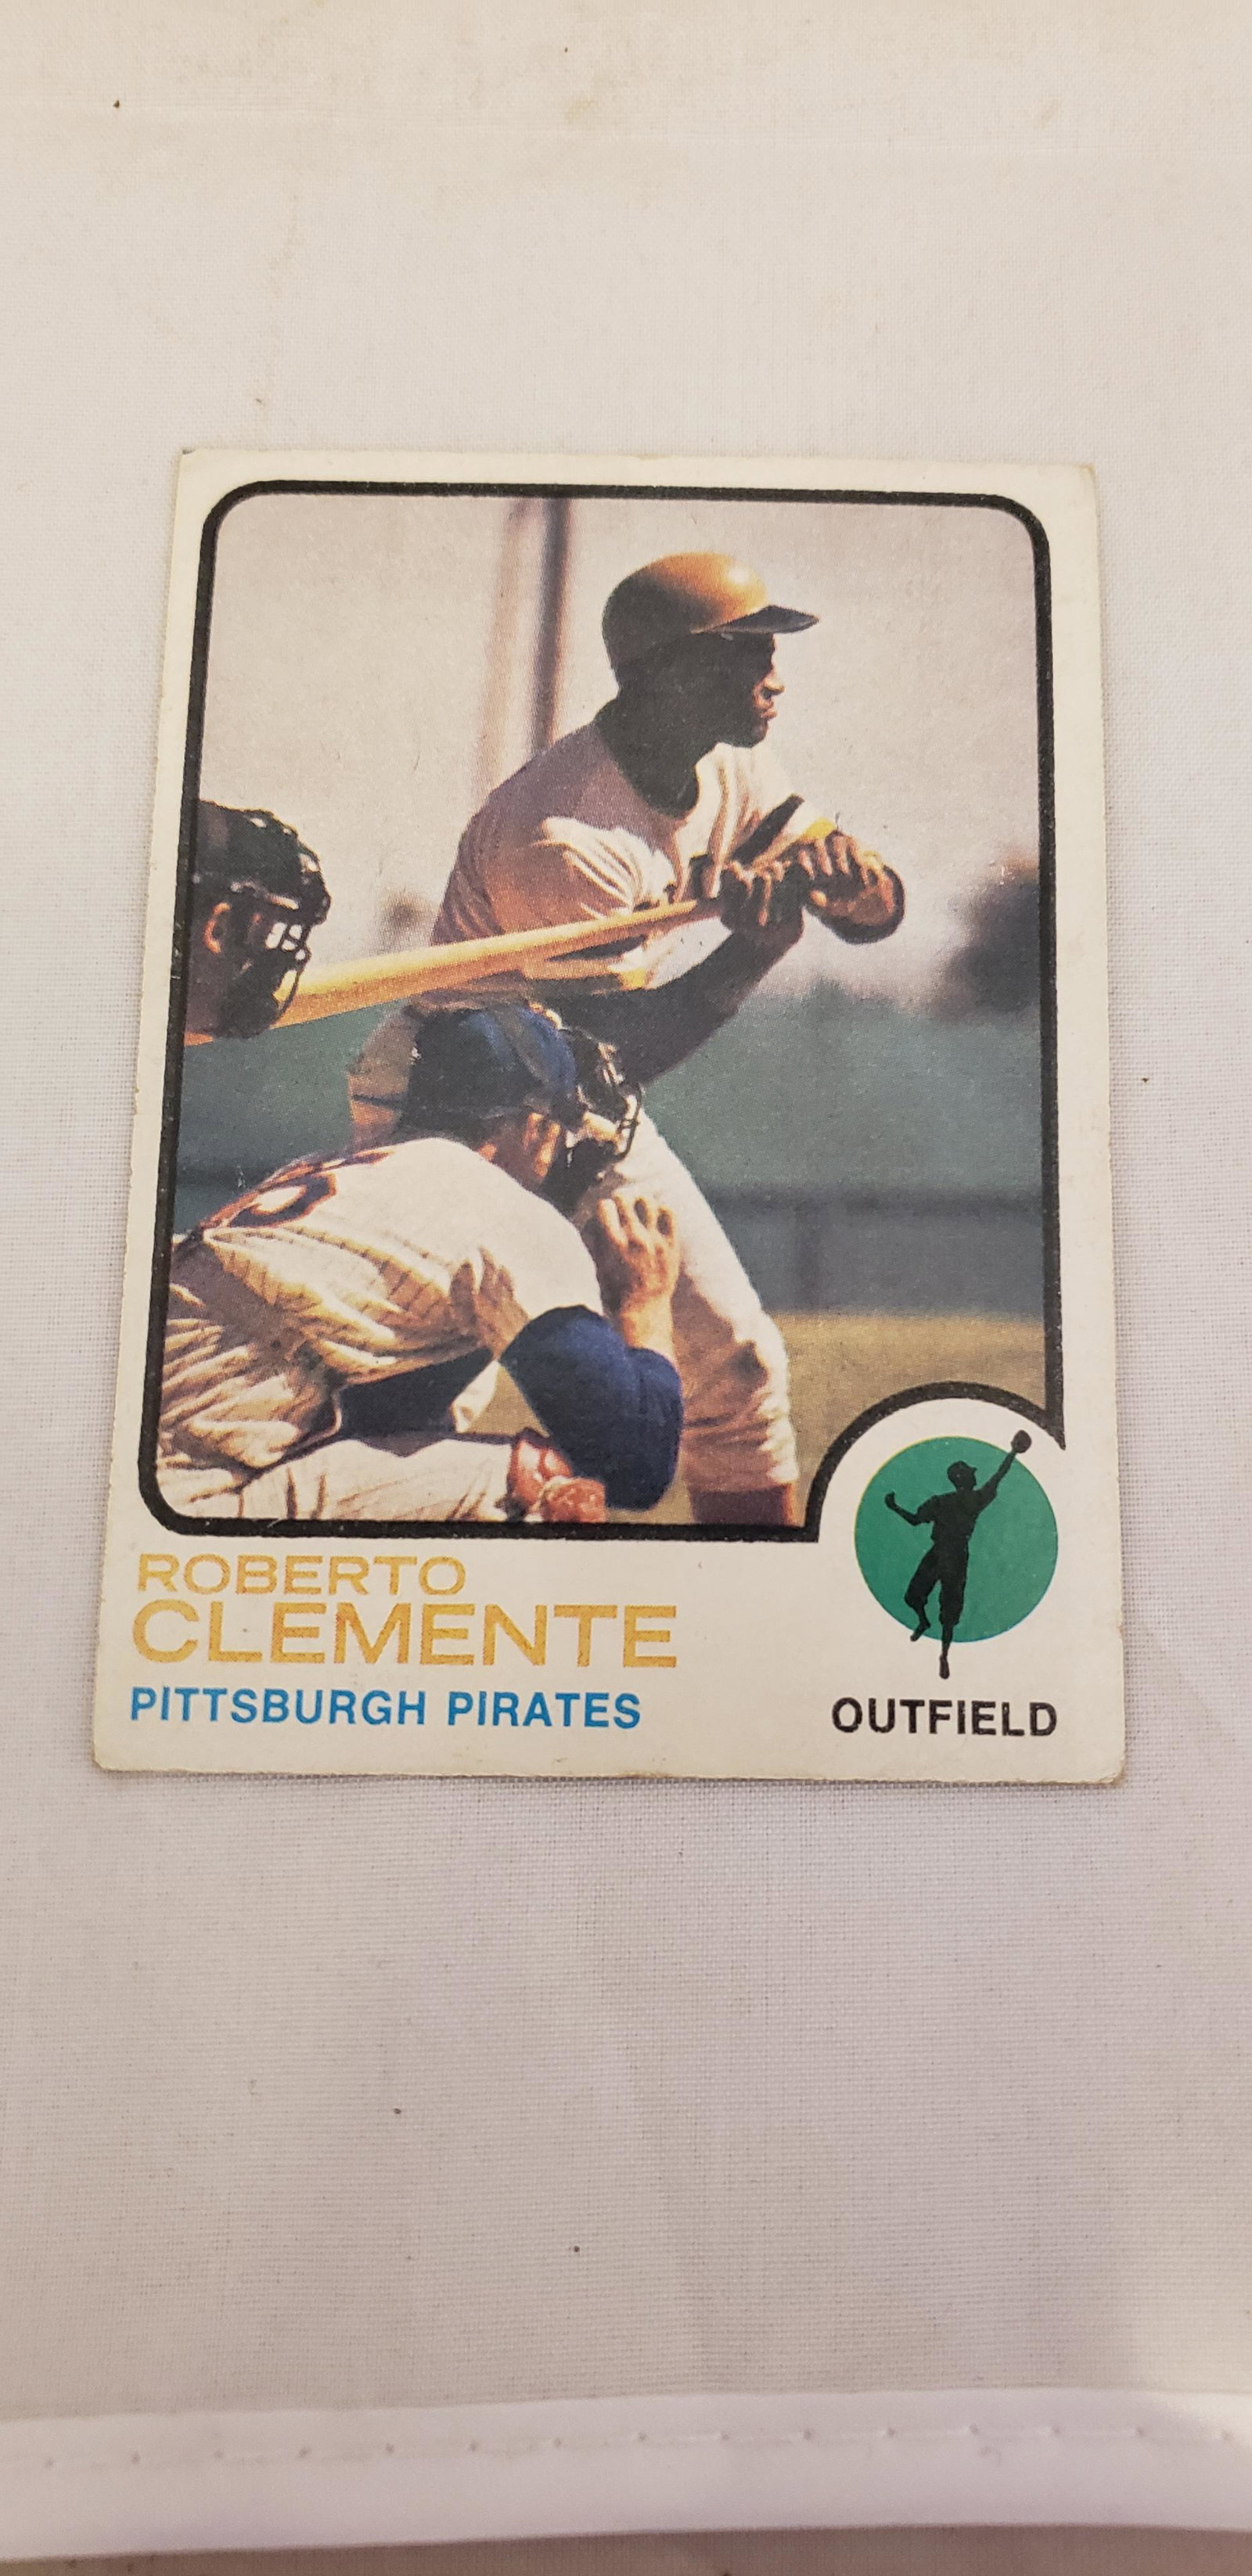 ROBERTO
CLEMENTE
PITTSBURGH PIRATES
OUTFIELD